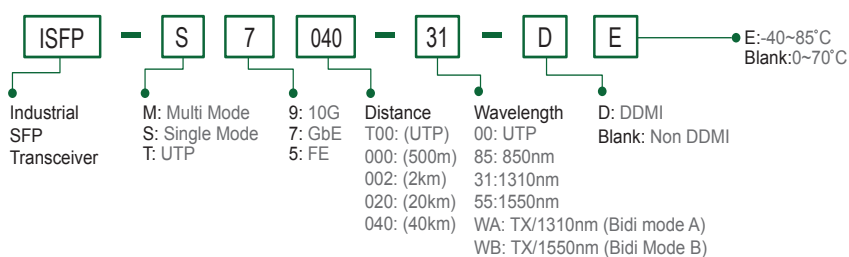 ISFP - S 7 040 - 31 - D E
E:-40~85˚C
Blank:0~70˚C
Industrial
SFP
Transceiver
M: Multi Mode
S: Single Mode
T: UTP
9: 10G
7: GbE
5: FE
Distance
T00: (UTP)
000: (500m)
002: (2km)
020: (20km)
040: (40km)
Wavelength
00: UTP
85: 850nm
31:1310nm
55:1550nm
WA: TX/1310nm (Bidi mode A)
WB: TX/1550nm (Bidi Mode B)
D: DDMI
Blank: Non DDMI